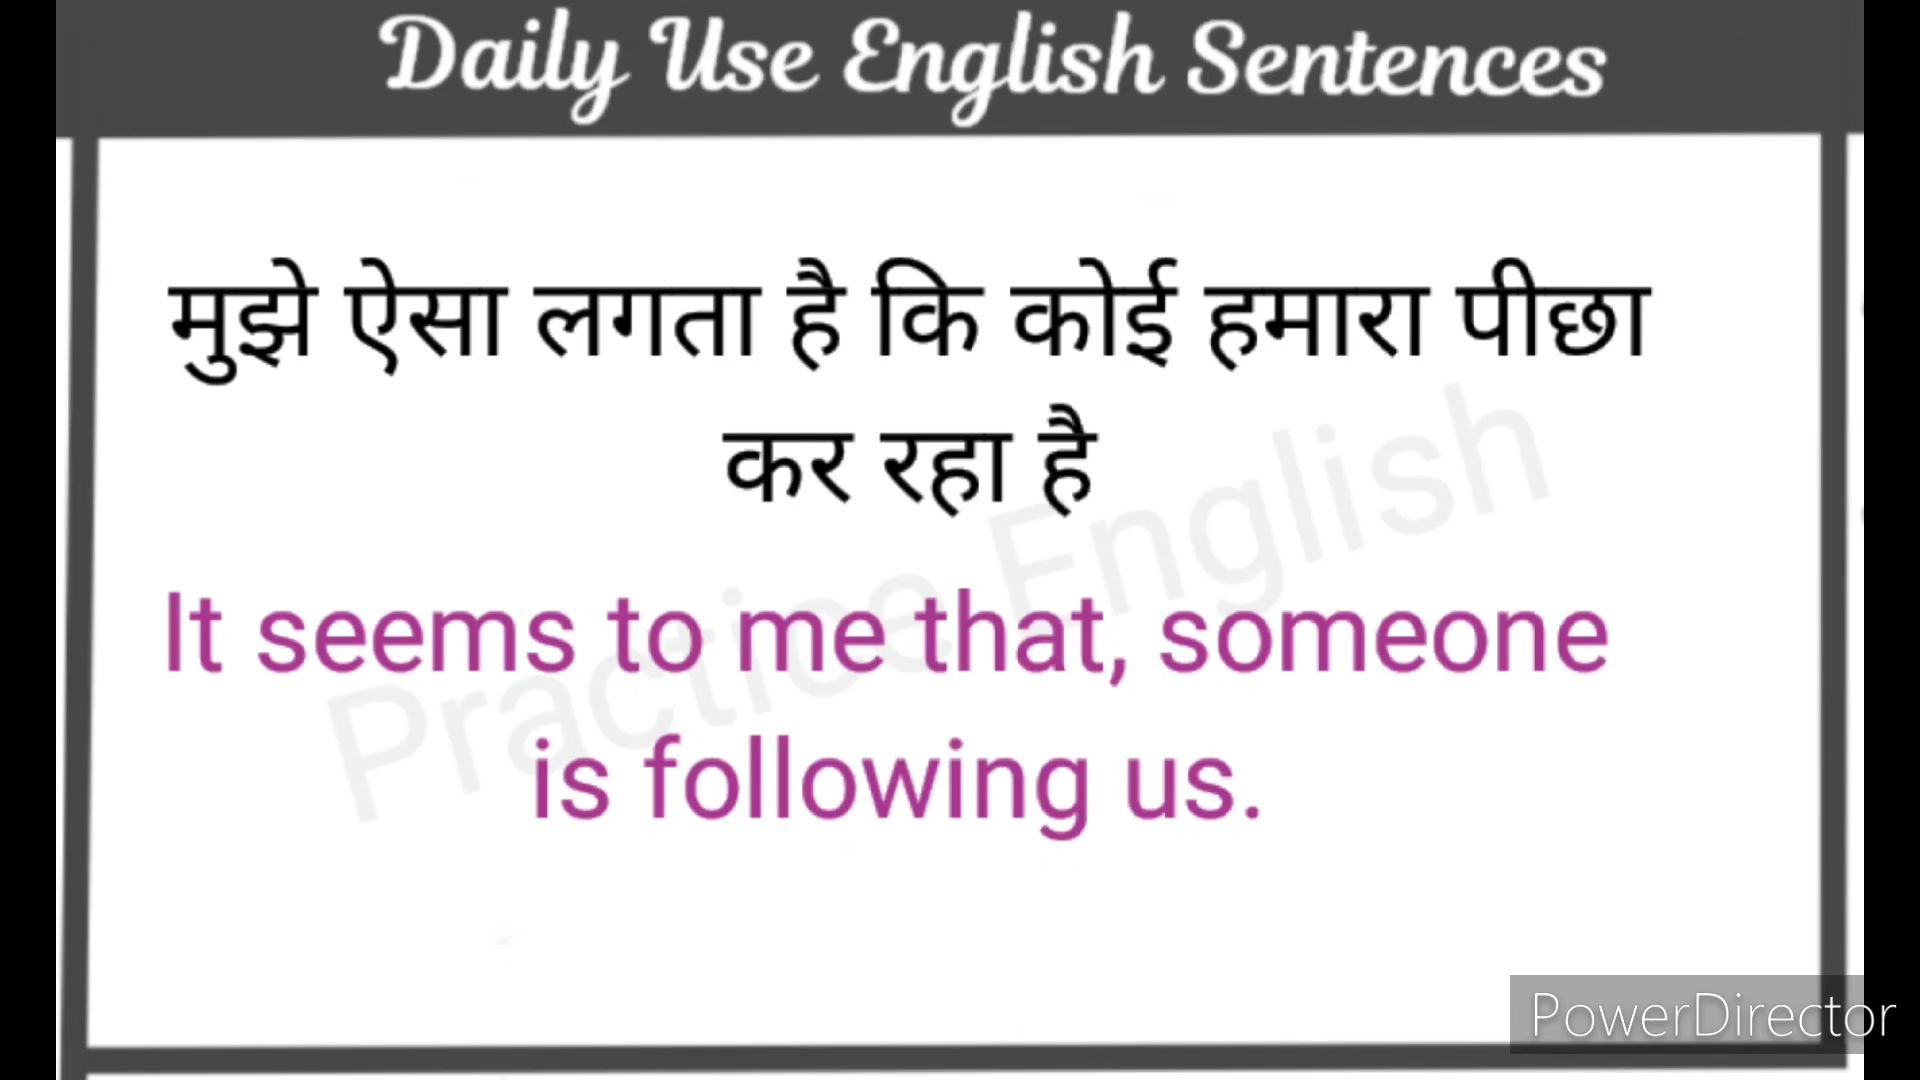 Daily Use English Sentences
मुझे ऐसा लगता है कि कोई हमारा पीछा
कर रहा है
Practice English
It seems to me that, someone
is following us.
PowerDirector